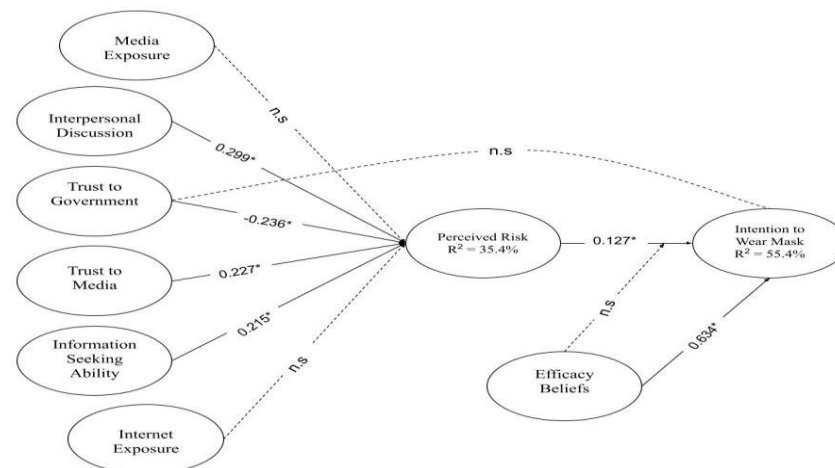 Media
Exposure
n.s
Interpersonal
Discussion
0.299*
n.s
Trust to
Government
-0.236*
Perceived Risk
R² = 35.4%
0.127*
Intention to
Wear Mask
R² = 55.4%
Trust to
Media
0.227*
Information
Seeking
Ability
0.215*
n.s
n.s
0.634*
Efficacy
Beliefs
Internet
Exposure